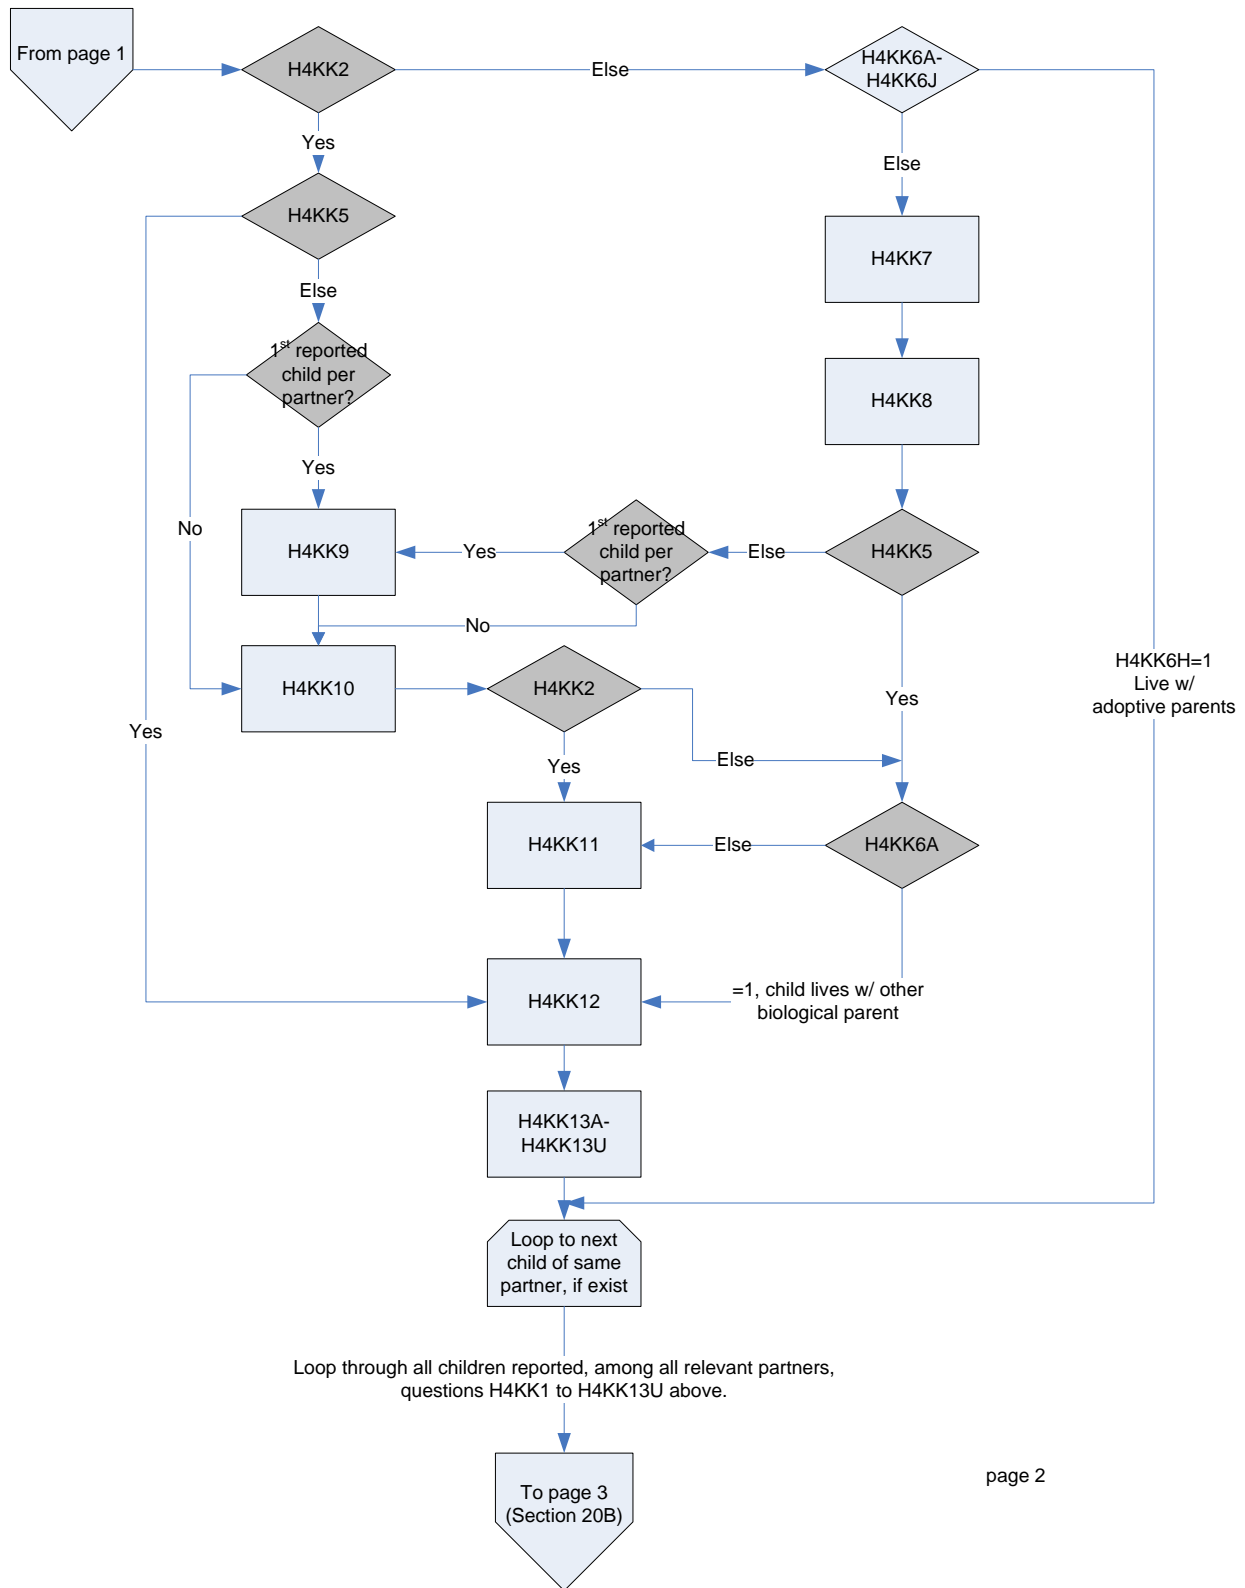 From page 1
H4KK2
Else
H4KK6A-
H4KK6J
Yes
Else
H4KK5
H4KK7
Else
1st reported
child per
partner?
H4KK8
Yes
No
H4KK9
Yes
1st reported
child per
partner?
Else
H4KK5
No
H4KK10
H4KK2
H4KK6H=1
Live w/
adoptive parents
Yes
Yes
Else
Yes
H4KK11
Else
H4KK6A
H4KK12
=1, child lives w/ other
biological parent
H4KK13A-
H4KK13U
Loop to next
child of same
partner, if exist
Loop through all children reported, among all relevant partners,
questions H4KK1 to H4KK13U above.
To page 3
(Section 20B)
page 2